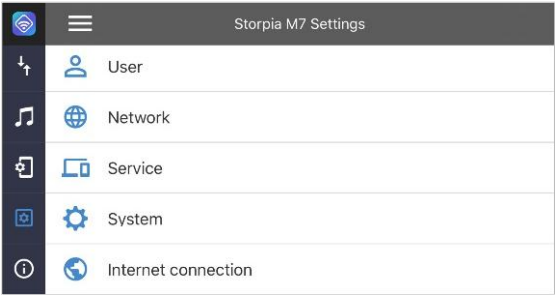 Storpia M7 Settings
User
Network
Service
System
Internet connection